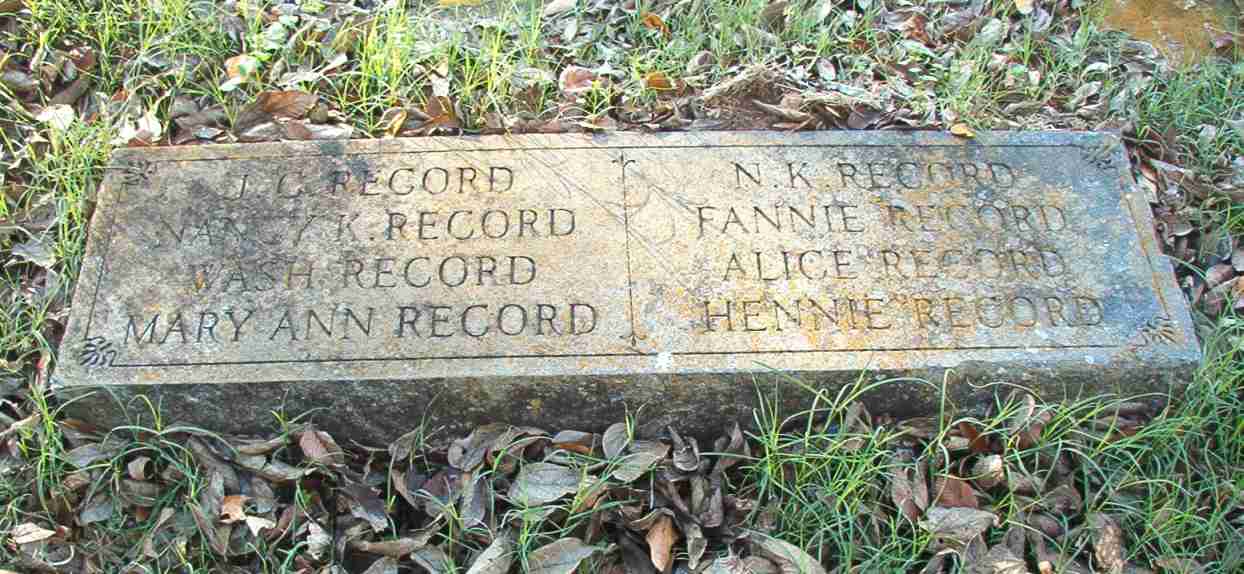 J. C. RECORD
NANCY K. RECORD
WASH RECORD
MARY ANN RECORD
N. K. RECORD
FANNIE RECORD
ALICE RECORD
HENNIE RECORD